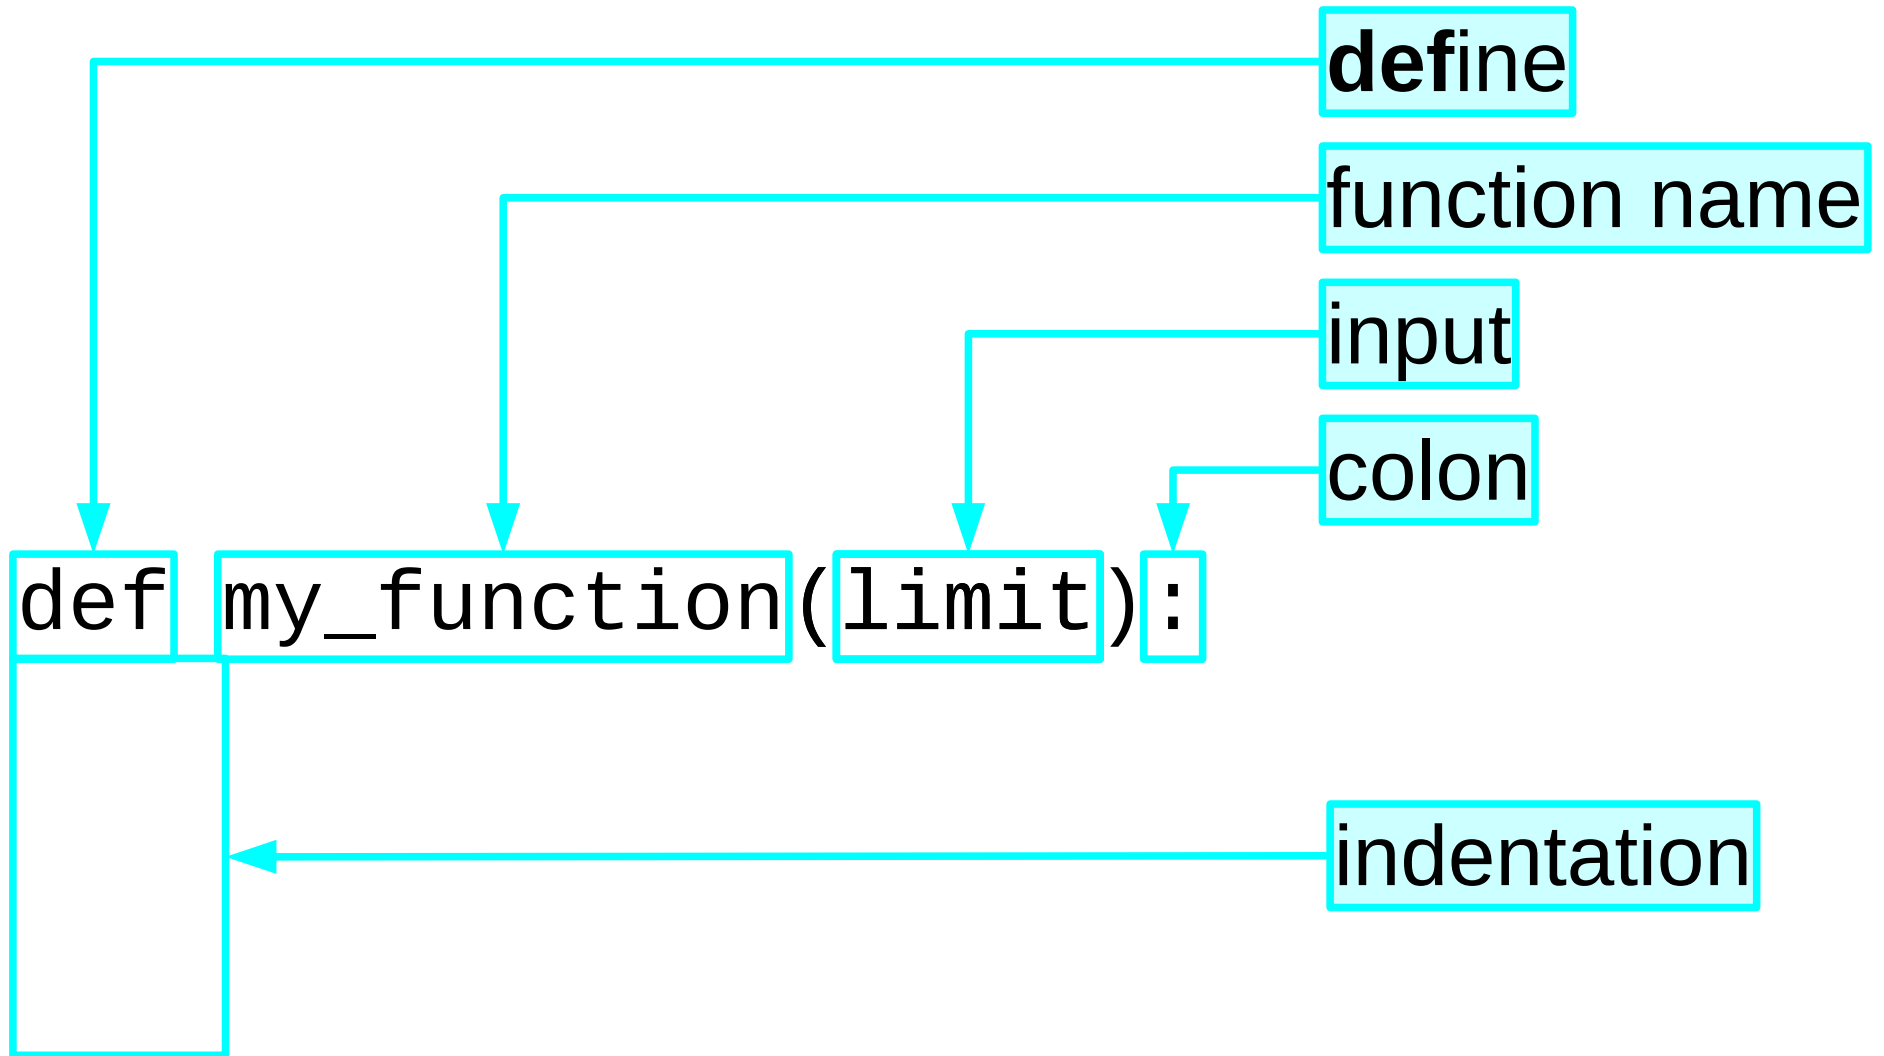 define
function name
input
colon
def my_function(limit):
indentation